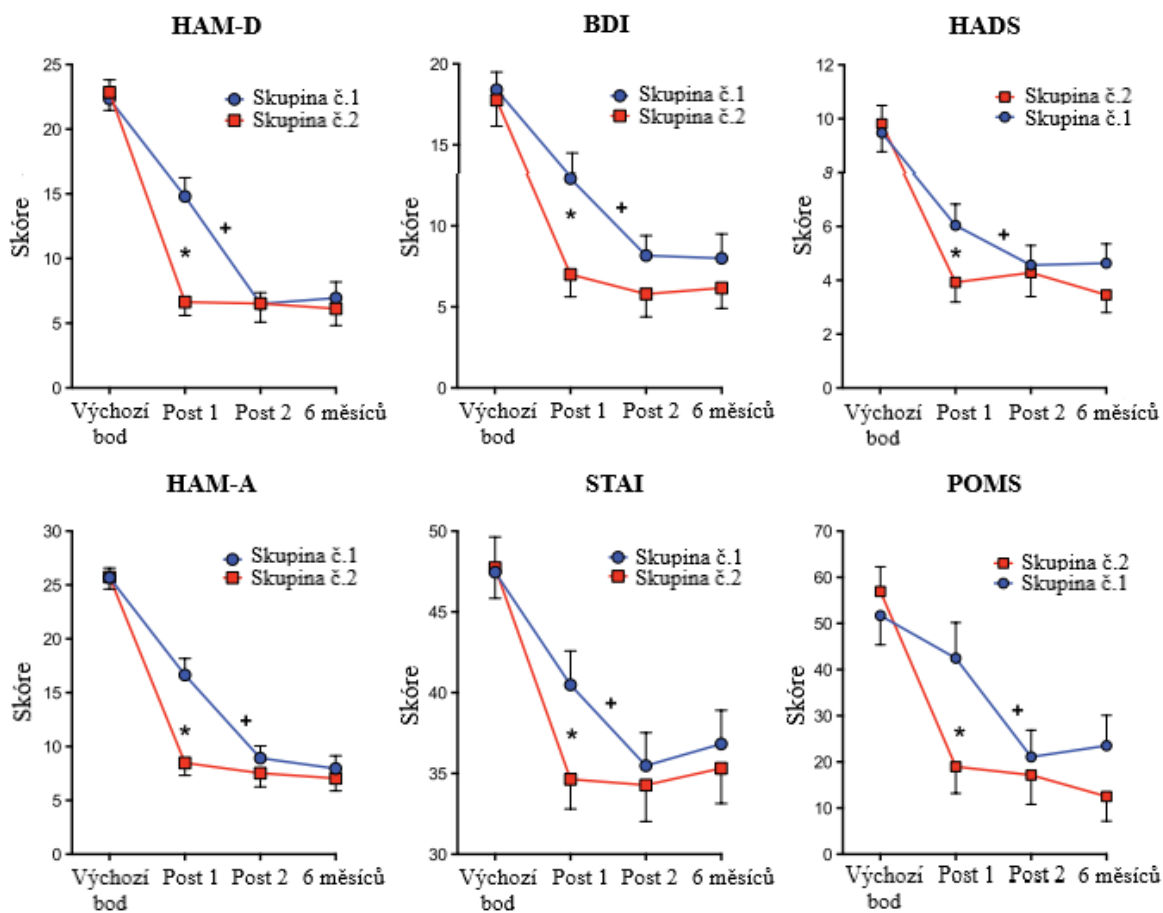 HAM-D
25
20
15
10
5
0
Skóre
Skupina č.1
Skupina č.2
*
+
Výchozí bod
Post 1
Post 2
6 měsíců
BDI
20
15
10
5
0
Skóre
Skupina č.1
Skupina č.2
*
+
Výchozí bod
Post 1
Post 2
6 měsíců
HADS
12
10
8
6
4
2
0
Skóre
Skupina č.2
Skupina č.1
*
+
Výchozí bod
Post 1
Post 2
6 měsíců
HAM-A
30
25
20
15
10
5
0
Skóre
Skupina č.1
Skupina č.2
*
+
Výchozí bod
Post 1
Post 2
6 měsíců
STAI
50
45
40
35
30
Skóre
Skupina č.1
Skupina č.2
*
+
Výchozí bod
Post 1
Post 2
6 měsíců
POMS
70
60
50
40
30
20
10
0
Skóre
Skupina č.2
Skupina č.1
*
+
Výchozí bod
Post 1
Post 2
6 měsíců